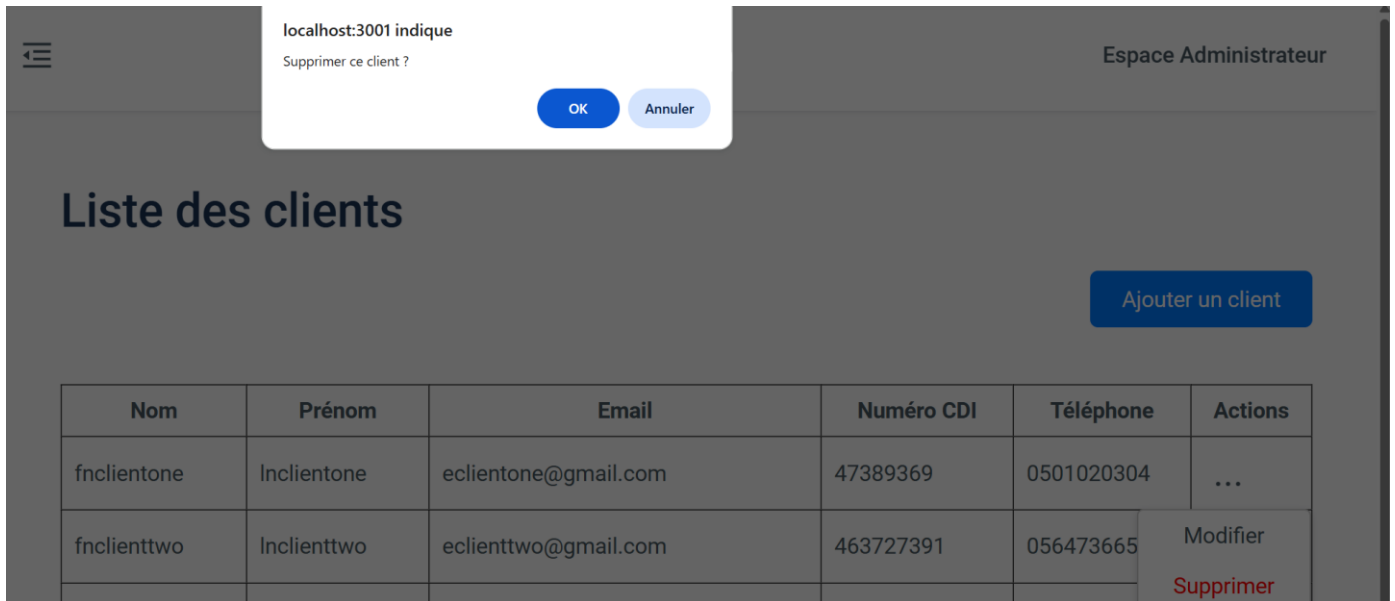 localhost:3001 indique
Supprimer ce client ?
OK Annuler
Espace Administrateur
Liste des clients
Ajouter un client
Nom Prénom Email Numéro CDI Téléphone Actions
fnclientone lnclientone eclientone@gmail.com 47389369 0501020304 ...
fnclienttwo lnclienttwo eclienttwo@gmail.com 463727391 056473665 Modifier
Supprimer